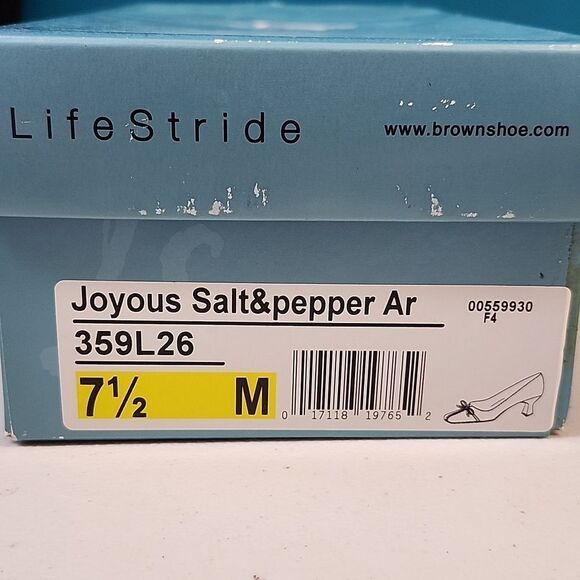 LifeStride
www.brownshoe.com
Joyous Salt&pepper Ar
00559930
F4
359L26
7½ M
0 17118 19765 2